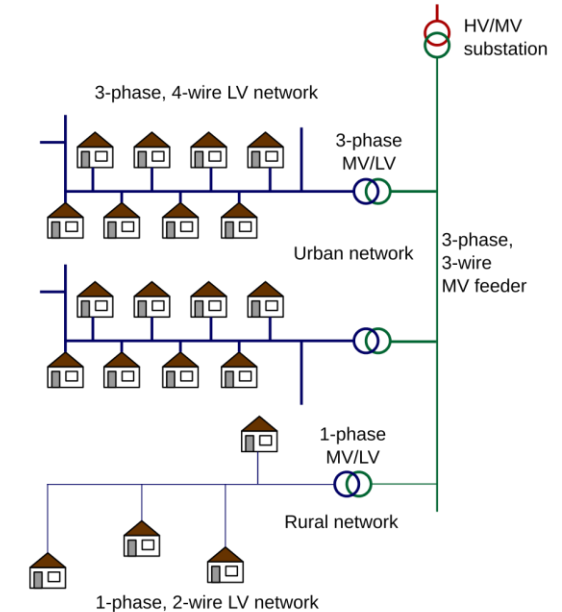 HV/MV
substation
3-phase, 4-wire LV network
3-phase
MV/LV
Urban network
3-phase,
3-wire
MV feeder
1-phase
MV/LV
Rural network
1-phase, 2-wire LV network